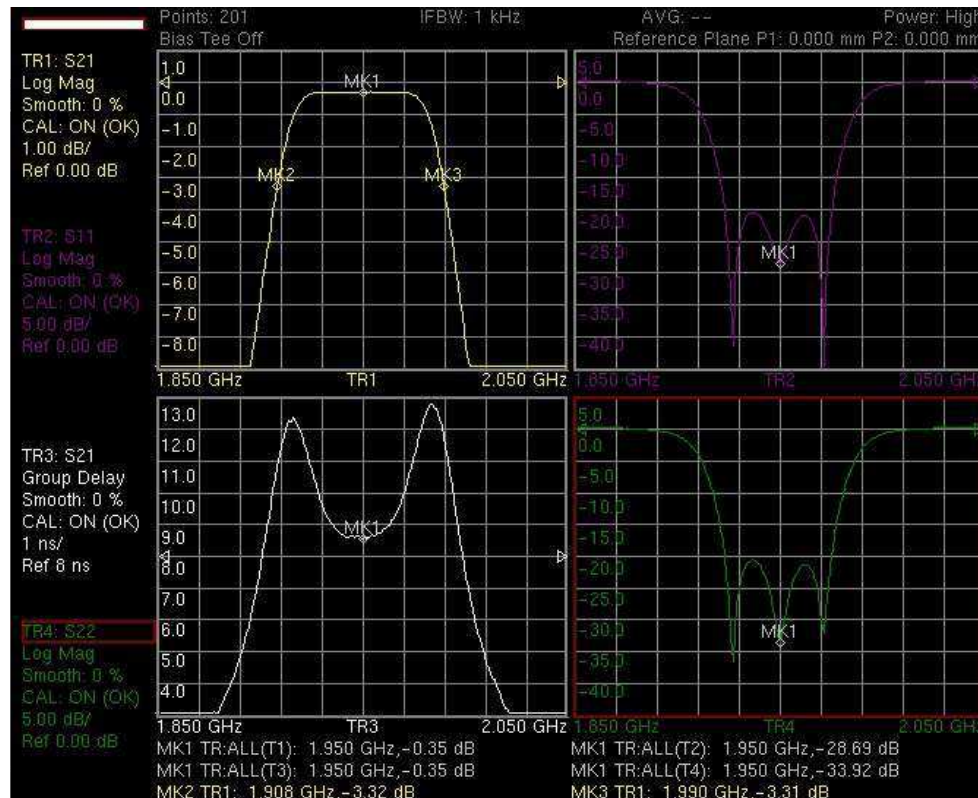 Points: 201 IFBW: 1 kHz AVG: -- Power: High
Bias Tee Off Reference Plane P1: 0.000 mm P2: 0.000 mm
TR1: S21
Log Mag
Smooth: 0 %
CAL: ON (OK)
1.00 dB/
Ref 0.00 dB
1.0
0.0
-1.0
-2.0
-3.0
-4.0
-5.0
-6.0
-7.0
-8.0
MK1
MK2 MK3
1.850 GHz TR1 2.050 GHz
TR2: S11
Log Mag
Smooth: 0 %
CAL: ON (OK)
5.00 dB/
Ref 0.00 dB
5.0
0.0
-5.0
-10.0
-15.0
-20.0
-25.0
-30.0
-35.0
-40.0
MK1
1.850 GHz TR2 2.050 GHz
TR3: S21
Group Delay
Smooth: 0 %
CAL: ON (OK)
1 ns/
Ref 8 ns
13.0
12.0
11.0
10.0
9.0
8.0
7.0
6.0
5.0
4.0
MK1
1.850 GHz TR3 2.050 GHz
TR4: S22
Log Mag
Smooth: 0 %
CAL: ON (OK)
5.00 dB/
Ref 0.00 dB
5.0
0.0
-5.0
-10.0
-15.0
-20.0
-25.0
-30.0
-35.0
-40.0
MK1
1.850 GHz TR4 2.050 GHz
MK1 TR:ALL(T1): 1.950 GHz,-0.35 dB
MK1 TR:ALL(T2): 1.950 GHz,-28.69 dB
MK1 TR:ALL(T3): 1.950 GHz,-0.35 dB
MK1 TR:ALL(T4): 1.950 GHz,-33.92 dB
MK2 TR1: 1.908 GHz,-3.32 dB
MK3 TR1: 1.990 GHz,-3.31 dB